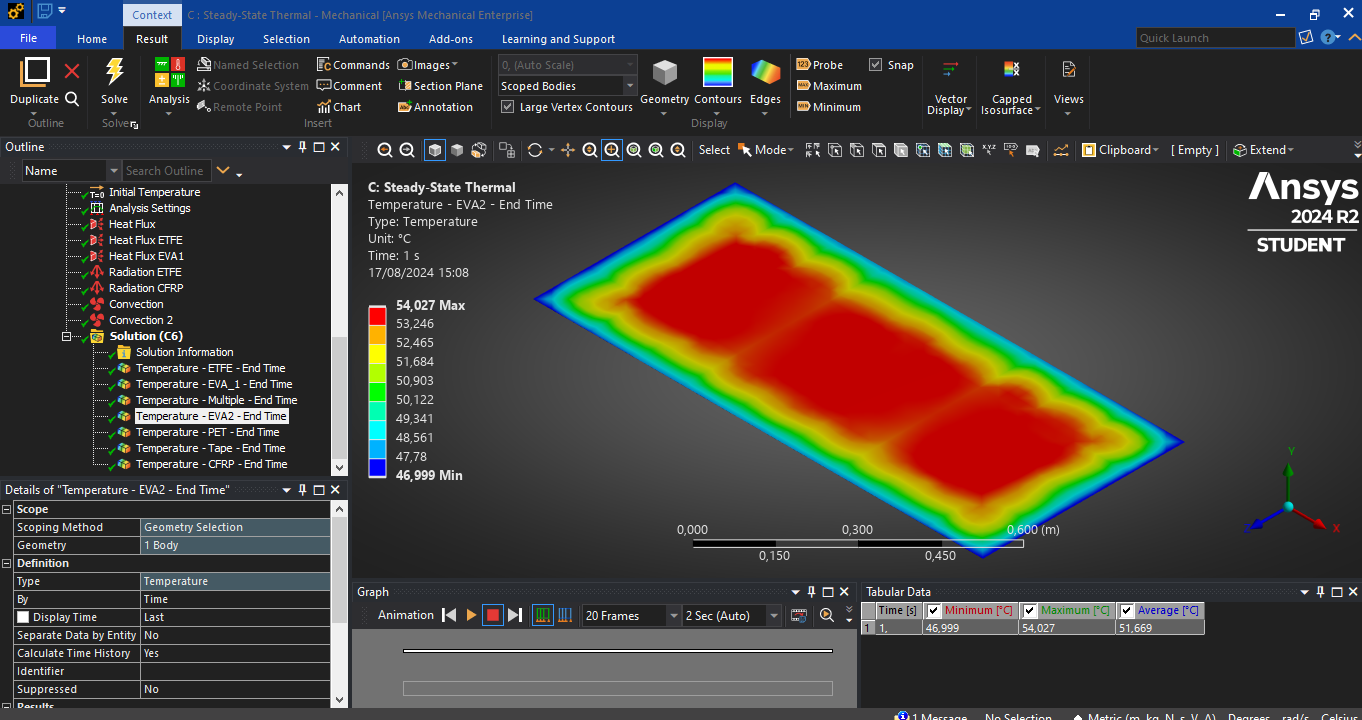 Context
C : Steady-State Thermal - Mechanical [Ansys Mechanical Enterprise]
File Home Result Display Selection Automation Add-ons Learning and Support
Quick Launch
Duplicate
Outline
Solve
Solve
Analysis
Named Selection
Coordinate System
Remote Point
Commands
Comment
Chart
Images
Section Plane
Annotation
Insert
0, (Auto Scale)
Scoped Bodies
Large Vertex Contours
Geometry
Contours
Edges
Display
Probe
Maximum
Minimum
Snap
Vector
Display
Capped
Isosurface
Views
Outline
Name Search Outline
Select Mode Clipboard [ Empty ] Extend
T=0 Initial Temperature
Analysis Settings
Heat Flux
Heat Flux ETFE
Heat Flux EVA1
Radiation ETFE
Radiation CFRP
Convection
Convection 2
Solution (C6)
Solution Information
Temperature - ETFE - End Time
Temperature - EVA_1 - End Time
Temperature - Multiple - End Time
Temperature - EVA2 - End Time
Temperature - PET - End Time
Temperature - Tape - End Time
Temperature - CFRP - End Time
C: Steady-State Thermal
Temperature - EVA2 - End Time
Type: Temperature
Unit: °C
Time: 1 s
17/08/2024 15:08
54,027 Max
53,246
52,465
51,684
50,903
50,122
49,341
48,561
47,78
46,999 Min
Ansys
2024 R2
STUDENT
0,000 0,300 0,600 (m)
0,150 0,450
Y
X
Z
Details of "Temperature - EVA2 - End Time"
Scope
Scoping Method Geometry Selection
Geometry 1 Body
Definition
Type Temperature
By Time
Display Time Last
Separate Data by Entity No
Calculate Time History Yes
Identifier
Suppressed No
Results
Graph
Animation 20 Frames 2 Sec (Auto)
Tabular Data
Time [s] Minimum [°C] Maximum [°C] Average [°C]
1 1, 46,999 54,027 51,669
1 Message No Selection Metric (m, kg, N, s, V, A) Degrees rad/s Celsius